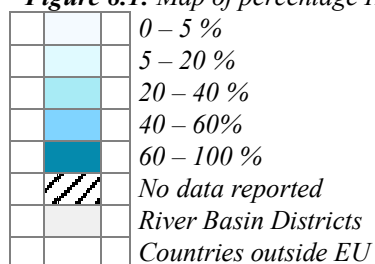 Figure 6.1: Map of percentage
0 – 5 %
5 – 20 %
20 – 40 %
40 – 60%
60 – 100 %
No data reported
River Basin Districts
Countries outside EU